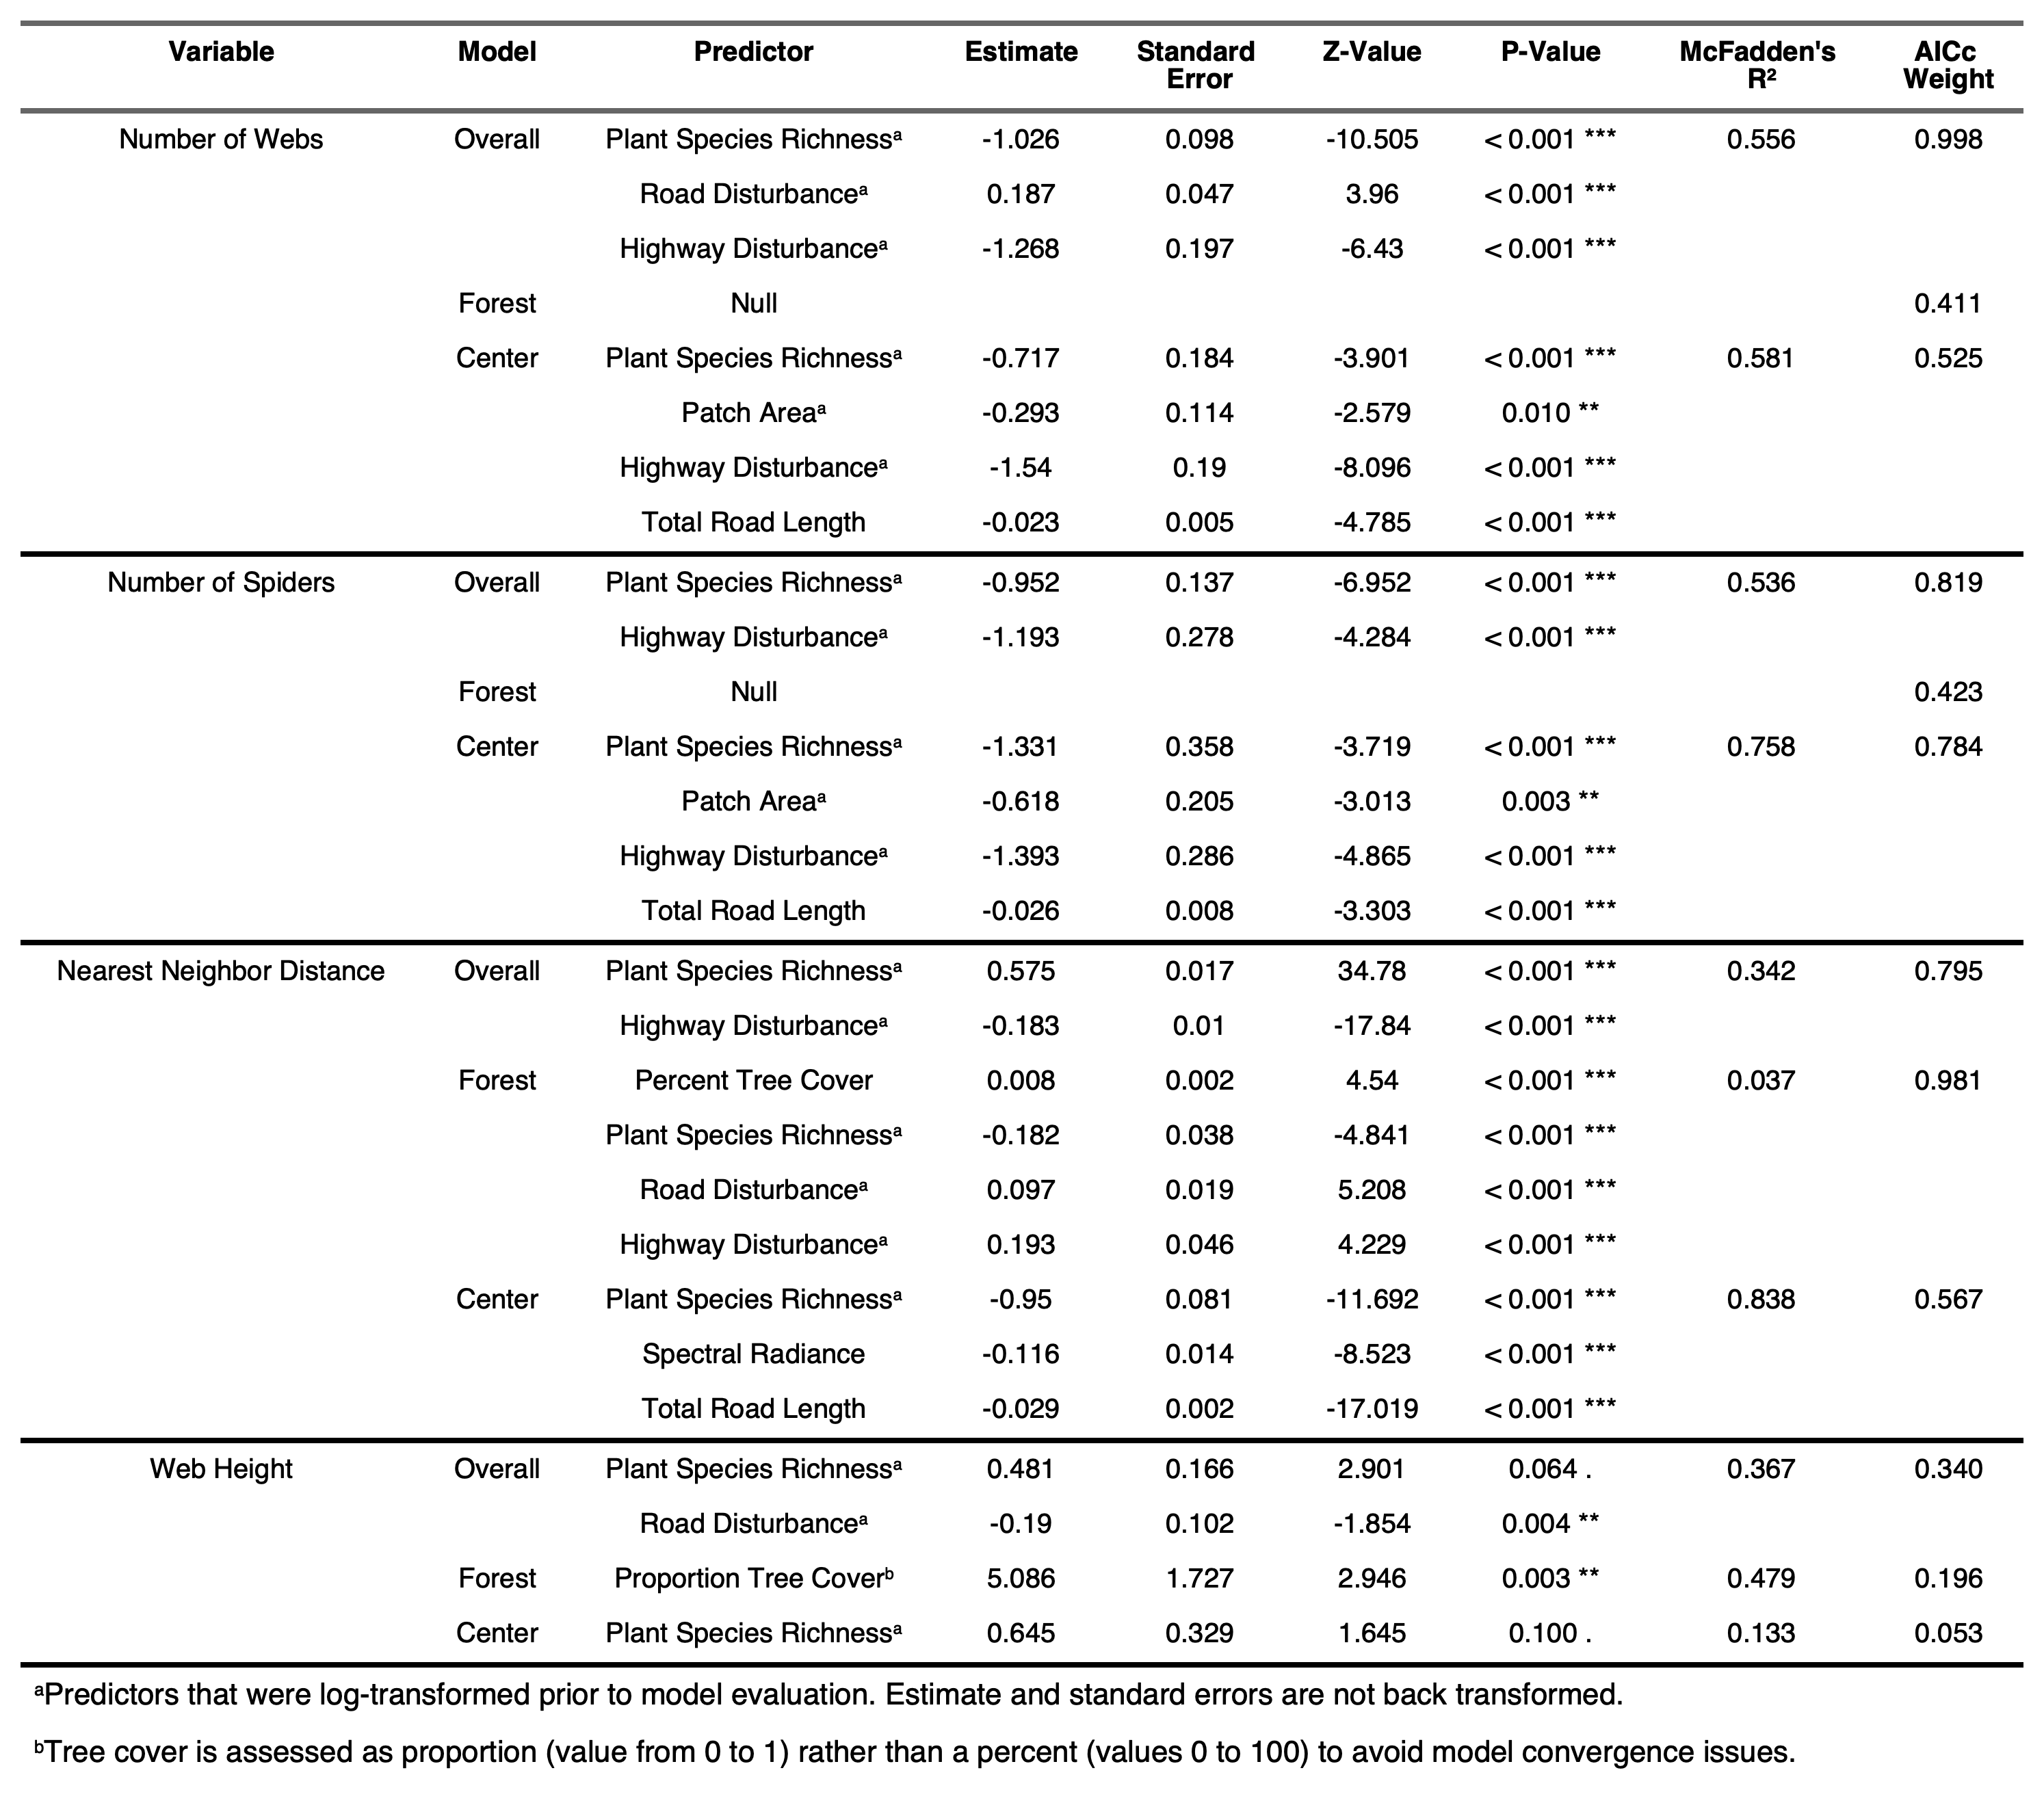 Variable Model Predictor Estimate Standard Error Z-Value P-Value McFadden's R² AICc Weight
Number of Webs Overall Plant Species Richnessᵃ -1.026 0.098 -10.505 < 0.001 *** 0.556 0.998
Road Disturbanceᵃ 0.187 0.047 3.96 < 0.001 ***
Highway Disturbanceᵃ -1.268 0.197 -6.43 < 0.001 ***
Forest Null 0.411
Center Plant Species Richnessᵃ -0.717 0.184 -3.901 < 0.001 *** 0.581 0.525
Patch Areaᵃ -0.293 0.114 -2.579 0.010 **
Highway Disturbanceᵃ -1.54 0.19 -8.096 < 0.001 ***
Total Road Length -0.023 0.005 -4.785 < 0.001 ***
Number of Spiders Overall Plant Species Richnessᵃ -0.952 0.137 -6.952 < 0.001 *** 0.536 0.819
Highway Disturbanceᵃ -1.193 0.278 -4.284 < 0.001 ***
Forest Null 0.423
Center Plant Species Richnessᵃ -1.331 0.358 -3.719 < 0.001 *** 0.758 0.784
Patch Areaᵃ -0.618 0.205 -3.013 0.003 **
Highway Disturbanceᵃ -1.393 0.286 -4.865 < 0.001 ***
Total Road Length -0.026 0.008 -3.303 < 0.001 ***
Nearest Neighbor Distance Overall Plant Species Richnessᵃ 0.575 0.017 34.78 < 0.001 *** 0.342 0.795
Highway Disturbanceᵃ -0.183 0.01 -17.84 < 0.001 ***
Forest Percent Tree Cover 0.008 0.002 4.54 < 0.001 *** 0.037 0.981
Plant Species Richnessᵃ -0.182 0.038 -4.841 < 0.001 ***
Road Disturbanceᵃ 0.097 0.019 5.208 < 0.001 ***
Highway Disturbanceᵃ 0.193 0.046 4.229 < 0.001 ***
Center Plant Species Richnessᵃ -0.95 0.081 -11.692 < 0.001 *** 0.838 0.567
Spectral Radiance -0.116 0.014 -8.523 < 0.001 ***
Total Road Length -0.029 0.002 -17.019 < 0.001 ***
Web Height Overall Plant Species Richnessᵃ 0.481 0.166 2.901 0.064 . 0.367 0.340
Road Disturbanceᵃ -0.19 0.102 -1.854 0.004 **
Forest Proportion Tree Coverᵇ 5.086 1.727 2.946 0.003 ** 0.479 0.196
Center Plant Species Richnessᵃ 0.645 0.329 1.645 0.100 . 0.133 0.053
ᵃPredictors that were log-transformed prior to model evaluation. Estimate and standard errors are not back transformed.
ᵇTree cover is assessed as proportion (value from 0 to 1) rather than a percent (values 0 to 100) to avoid model convergence issues.